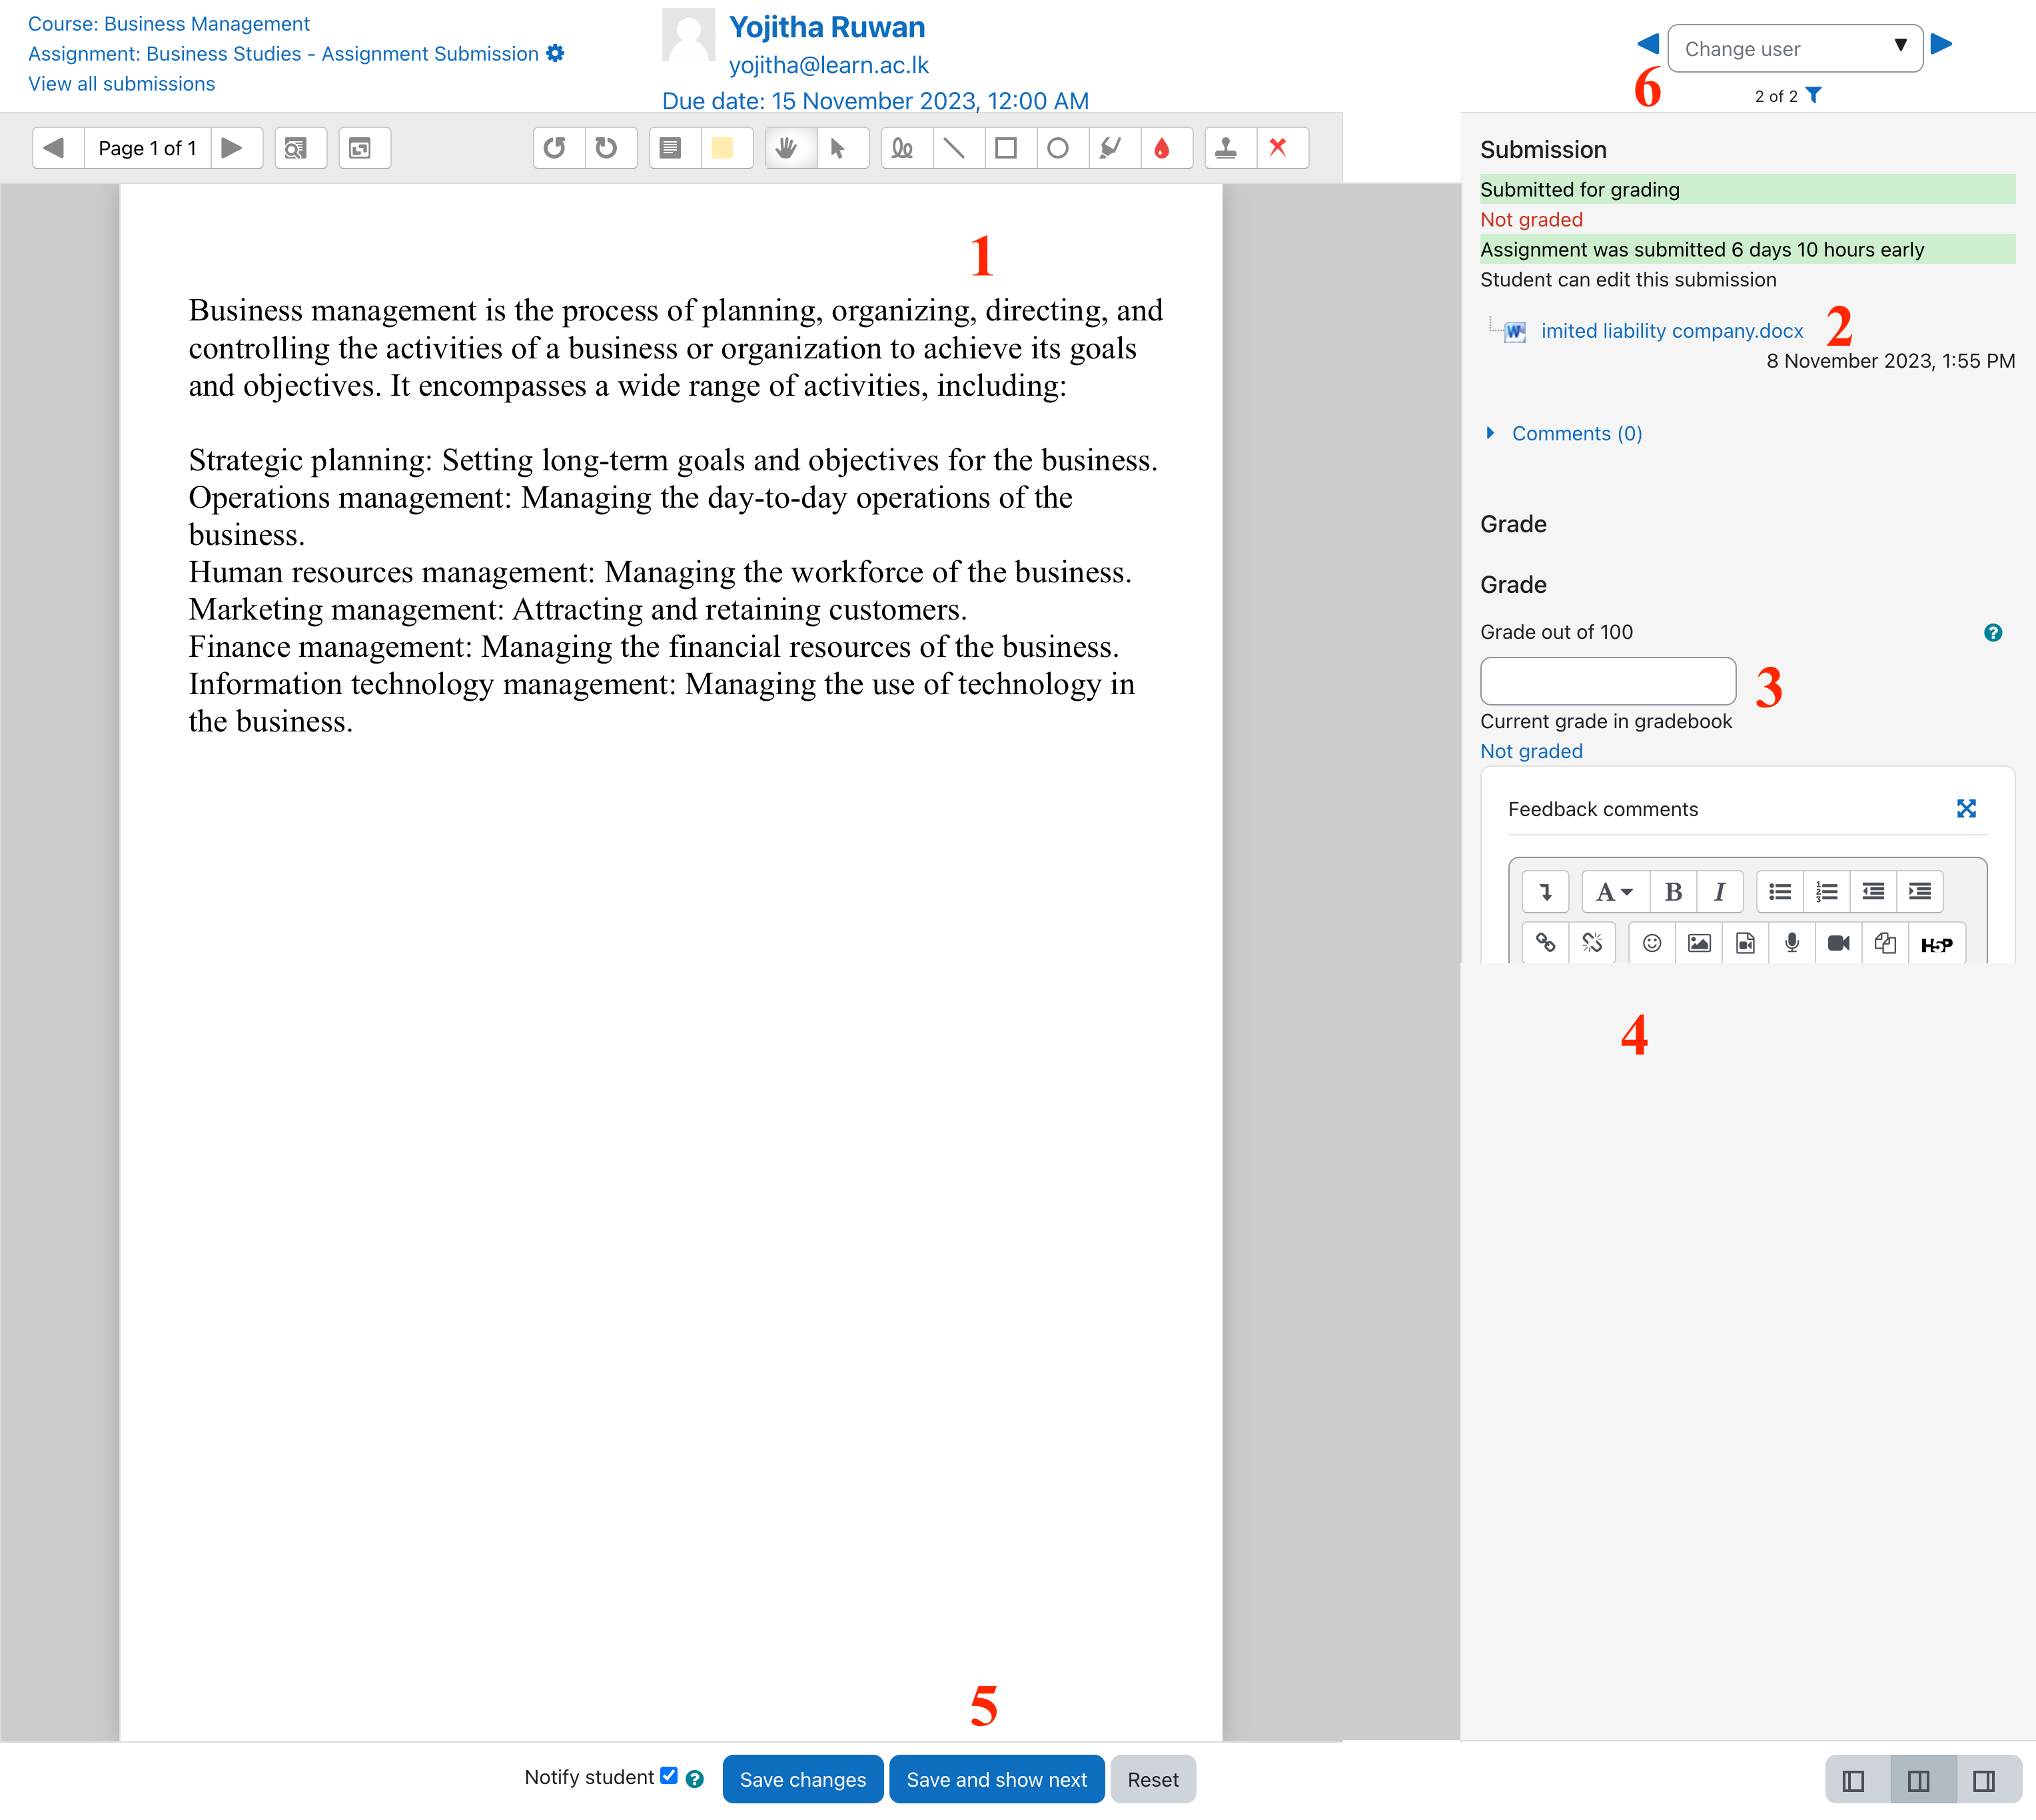 Course: Business Management
Assignment: Business Studies - Assignment Submission
View all submissions
Yojitha Ruwan
yojitha@learn.ac.lk
Due date: 15 November 2023, 12:00 AM
Change user
6
2 of 2
Page 1 of 1
1
Business management is the process of planning, organizing, directing, and
controlling the activities of a business or organization to achieve its goals
and objectives. It encompasses a wide range of activities, including:
Strategic planning: Setting long-term goals and objectives for the business.
Operations management: Managing the day-to-day operations of the
business.
Human resources management: Managing the workforce of the business.
Marketing management: Attracting and retaining customers.
Finance management: Managing the financial resources of the business.
Information technology management: Managing the use of technology in
the business.
Submission
Submitted for grading
Not graded
Assignment was submitted 6 days 10 hours early
Student can edit this submission
imited liability company.docx 2
8 November 2023, 1:55 PM
Comments (0)
Grade
Grade
Grade out of 100
3
Current grade in gradebook
Not graded
Feedback comments
A B I
H5P
4
5
Notify student Save changes Save and show next Reset